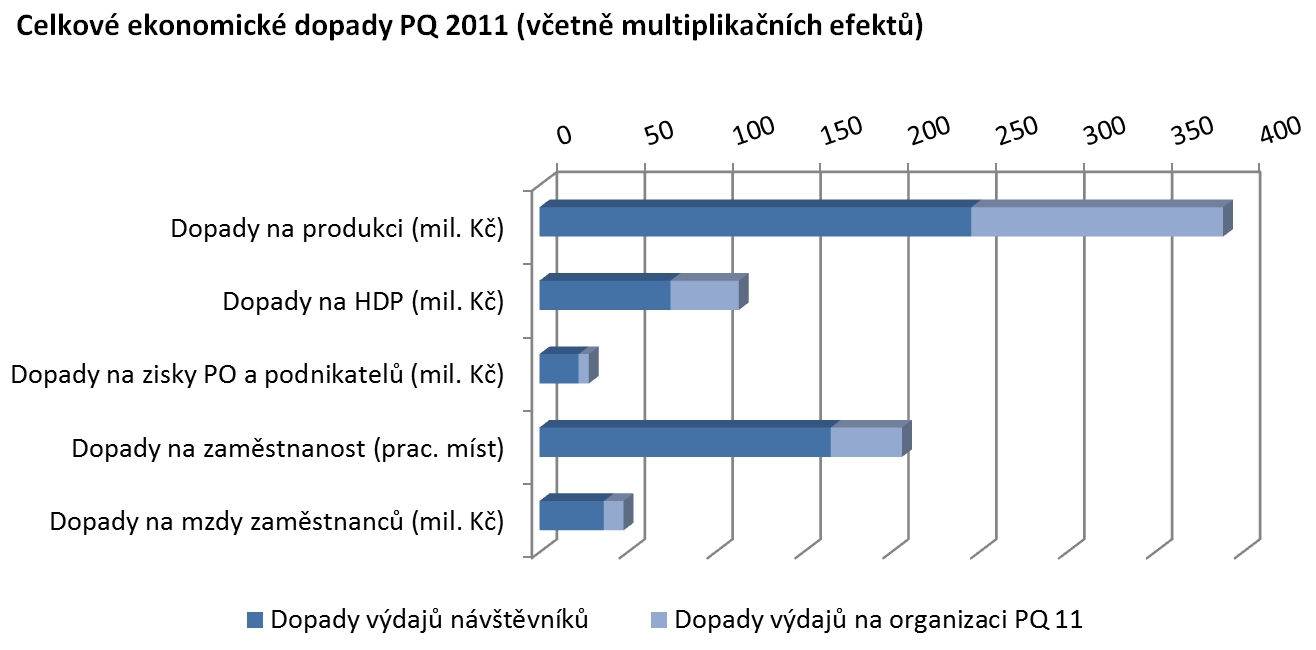 Celkové ekonomické dopady PQ 2011 (včetně multiplikačních efektů)
0 50 100 150 200 250 300 350 400
Dopady na produkci (mil. Kč)
Dopady na HDP (mil. Kč)
Dopady na zisky PO a podnikatelů (mil. Kč)
Dopady na zaměstnanost (prac. míst)
Dopady na mzdy zaměstnanců (mil. Kč)
Dopady výdajů návštěvníků Dopady výdajů na organizaci PQ 11